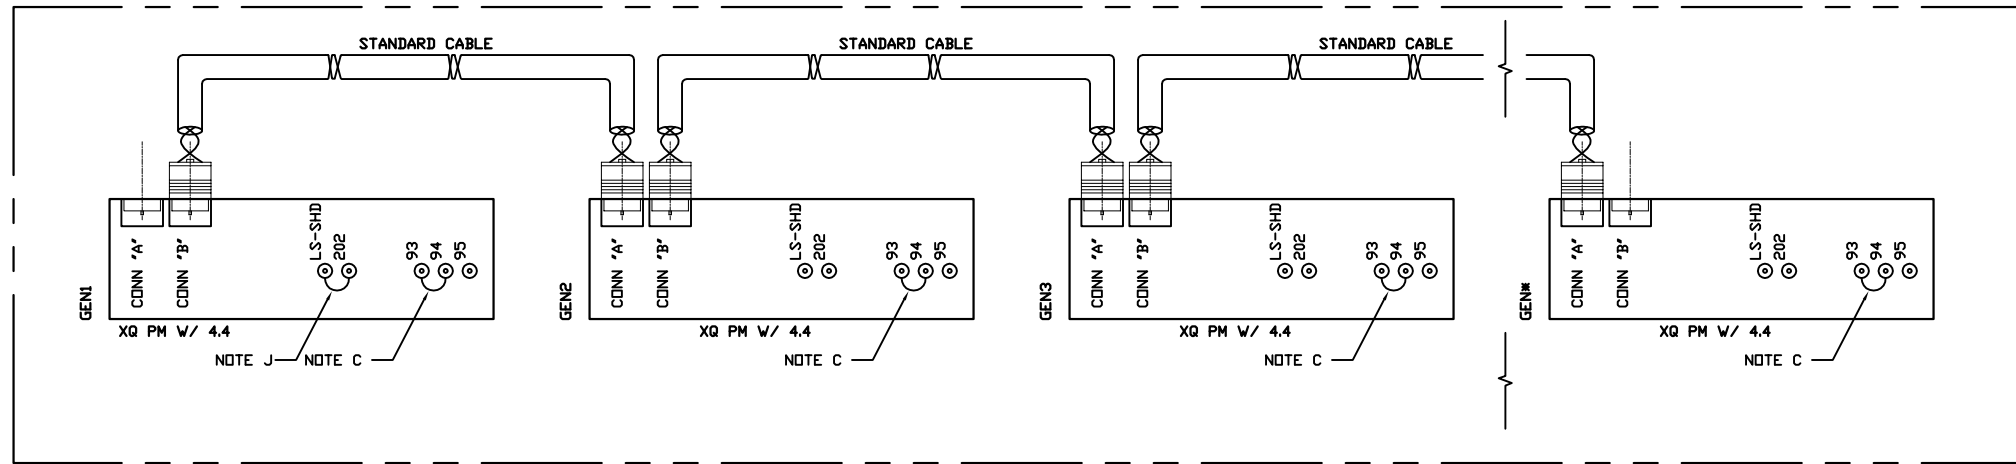 STANDARD CABLE
STANDARD CABLE
STANDARD CABLE
GEN1
CONN "A"
CONN "B"
LS-SHD
202
93
94
95
XQ PM W/ 4.4
NOTE J
NOTE C
GEN2
CONN "A"
CONN "B"
LS-SHD
202
93
94
95
XQ PM W/ 4.4
NOTE C
GEN3
CONN "A"
CONN "B"
LS-SHD
202
93
94
95
XQ PM W/ 4.4
NOTE C
GEN*
CONN "A"
CONN "B"
LS-SHD
202
93
94
95
XQ PM W/ 4.4
NOTE C